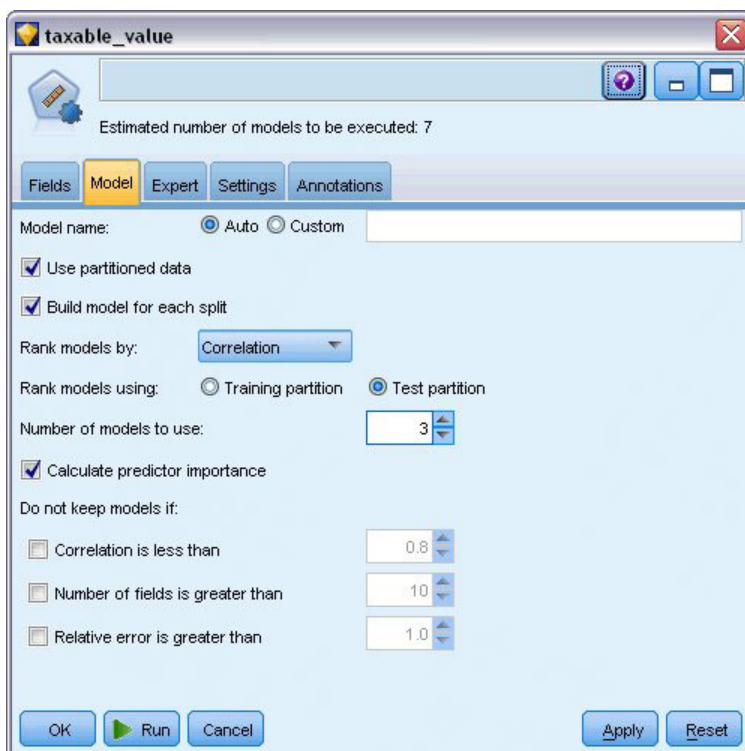 taxable_value
Estimated number of models to be executed: 7
Fields Model Expert Settings Annotations
Model name: Auto Custom
Use partitioned data
Build model for each split
Rank models by: Correlation
Rank models using: Training partition Test partition
Number of models to use: 3
Calculate predictor importance
Do not keep models if:
Correlation is less than 0.8
Number of fields is greater than 10
Relative error is greater than 1.0
OK Run Cancel Apply Reset